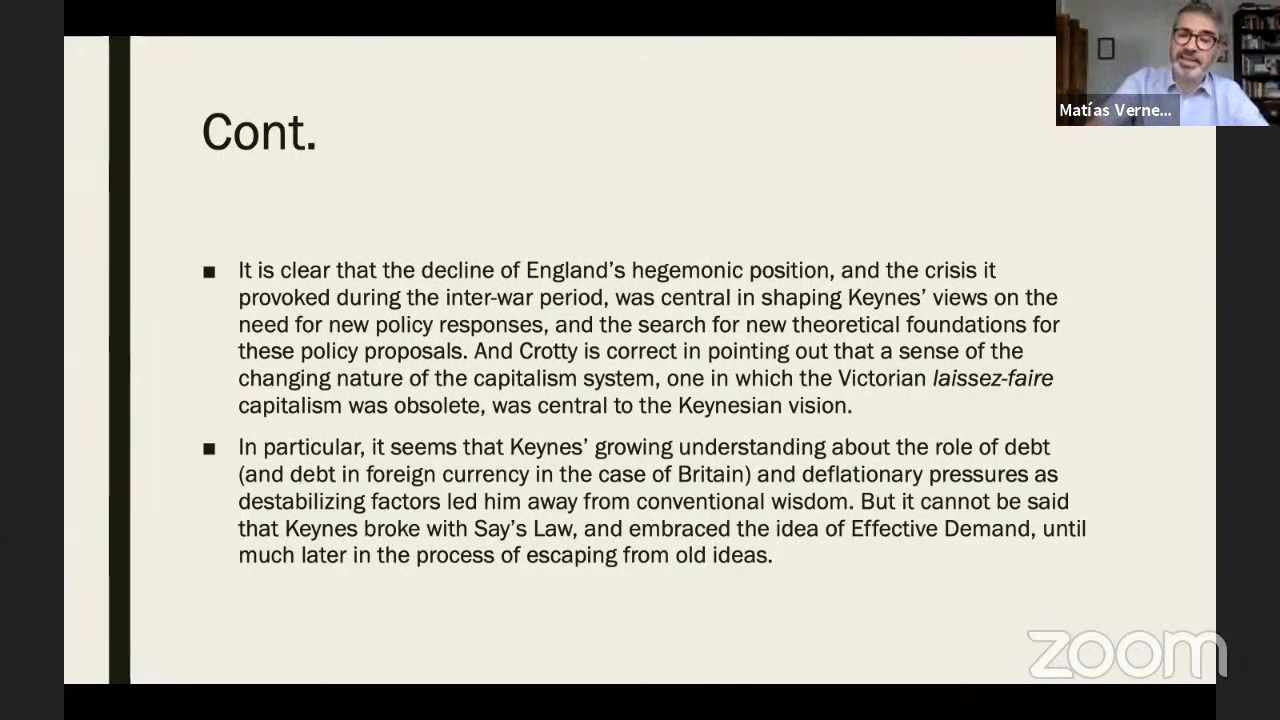 Matías Verne...
Cont.
■ It is clear that the decline of England’s hegemonic position, and the crisis it
provoked during the inter-war period, was central in shaping Keynes’ views on the
need for new policy responses, and the search for new theoretical foundations for
these policy proposals. And Crotty is correct in pointing out that a sense of the
changing nature of the capitalism system, one in which the Victorian laissez-faire
capitalism was obsolete, was central to the Keynesian vision.
■ In particular, it seems that Keynes’ growing understanding about the role of debt
(and debt in foreign currency in the case of Britain) and deflationary pressures as
destabilizing factors led him away from conventional wisdom. But it cannot be said
that Keynes broke with Say’s Law, and embraced the idea of Effective Demand, until
much later in the process of escaping from old ideas.
zoom